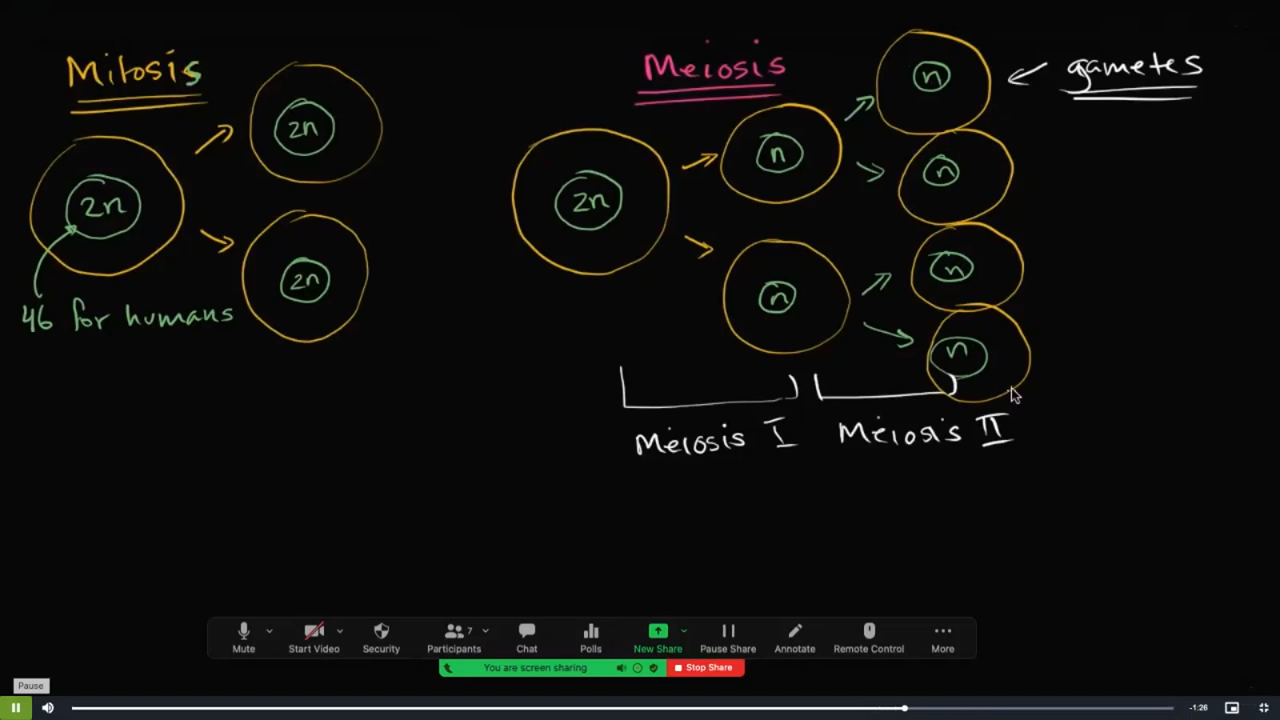 Mitosis
2n
2n
2n
46 for humans
Meiosis
gametes
2n
n
n
n
n
n
n
Meiosis I
Meiosis II
Mute
Start Video
Security
7
Participants
Chat
Polls
New Share
Pause Share
Annotate
Remote Control
More
You are screen sharing
Stop Share
Pause
-1:26